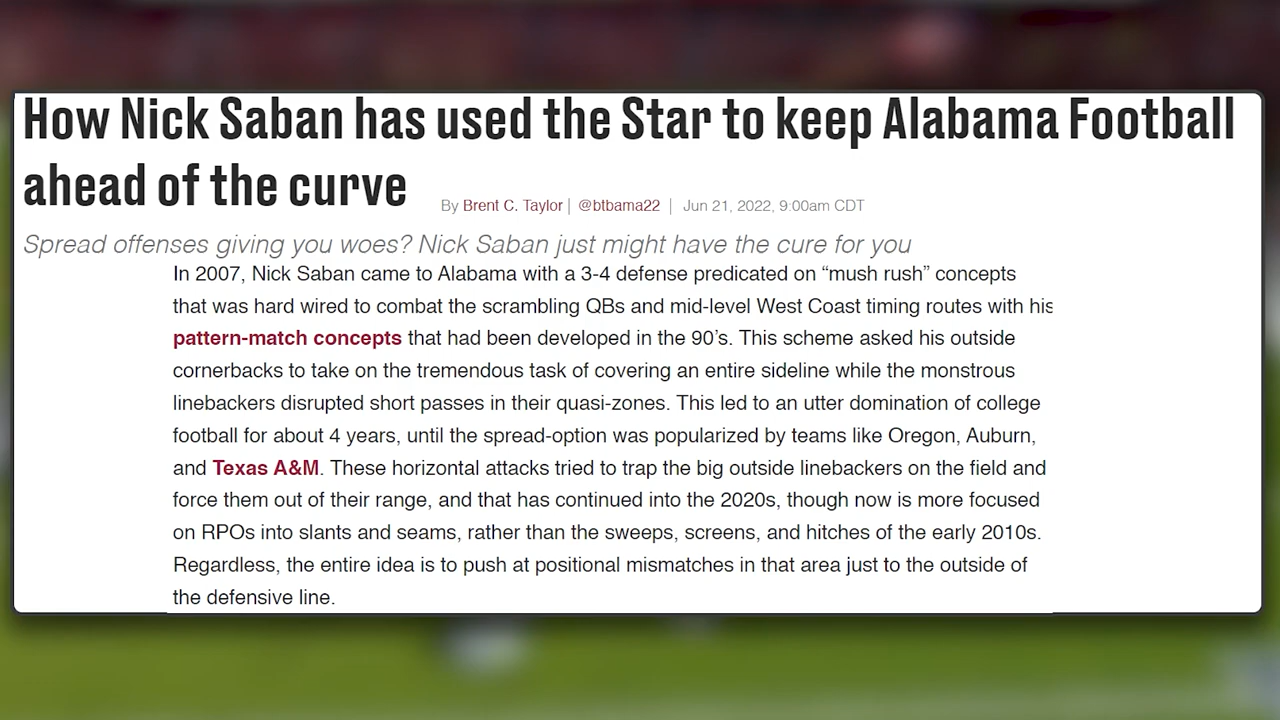 How Nick Saban has used the Star to keep Alabama Football
ahead of the curve
By Brent C. Taylor | @btbama22 | Jun 21, 2022, 9:00am CDT
Spread offenses giving you woes? Nick Saban just might have the cure for you
In 2007, Nick Saban came to Alabama with a 3-4 defense predicated on “mush rush” concepts
that was hard wired to combat the scrambling QBs and mid-level West Coast timing routes with his
pattern-match concepts that had been developed in the 90’s. This scheme asked his outside
cornerbacks to take on the tremendous task of covering an entire sideline while the monstrous
linebackers disrupted short passes in their quasi-zones. This led to an utter domination of college
football for about 4 years, until the spread-option was popularized by teams like Oregon, Auburn,
and Texas A&M. These horizontal attacks tried to trap the big outside linebackers on the field and
force them out of their range, and that has continued into the 2020s, though now is more focused
on RPOs into slants and seams, rather than the sweeps, screens, and hitches of the early 2010s.
Regardless, the entire idea is to push at positional mismatches in that area just to the outside of
the defensive line.